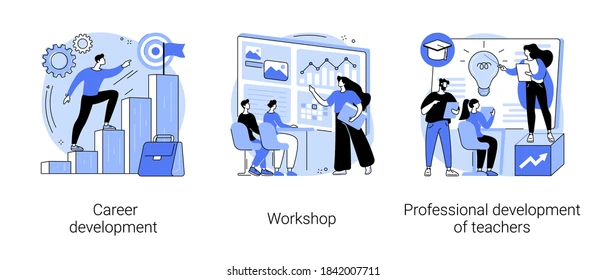 Career
development
Workshop
Professional development
of teachers
shutterstock.com · 1842007711